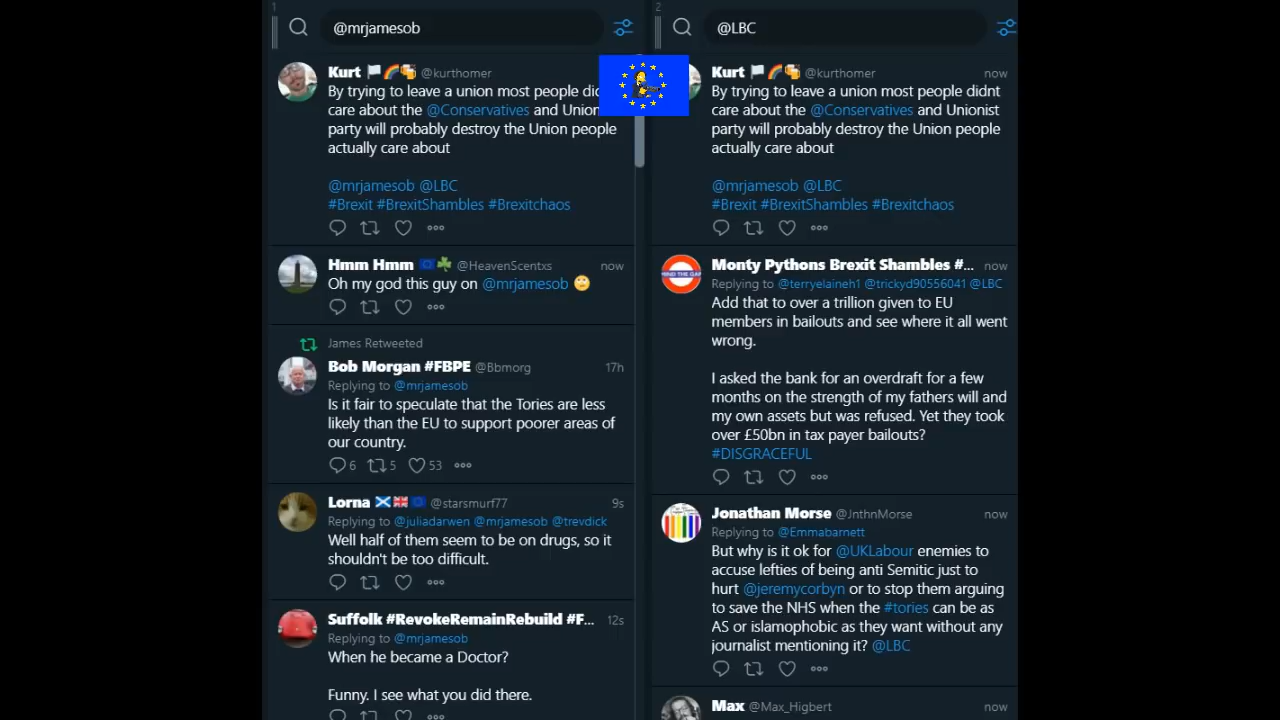 1
@mrjamesob
Kurt @kurthomer
By trying to leave a union most people did
care about the @Conservatives and Union
party will probably destroy the Union people
actually care about
@mrjamesob @LBC
#Brexit #BrexitShambles #Brexitchaos
Hmm Hmm @HeavenScentxs now
Oh my god this guy on @mrjamesob 🙄
James Retweeted
Bob Morgan #FBPE @Bbmorg 17h
Replying to @mrjamesob
Is it fair to speculate that the Tories are less
likely than the EU to support poorer areas of
our country.
6 5 53
Lorna @starsmurf77 9s
Replying to @juliadarwen @mrjamesob @trevdick
Well half of them seem to be on drugs, so it
shouldn't be too difficult.
Suffolk #RevokeRemainRebuild #F... 12s
Replying to @mrjamesob
When he became a Doctor?
Funny. I see what you did there.
2
@LBC
Kurt @kurthomer now
By trying to leave a union most people didnt
care about the @Conservatives and Unionist
party will probably destroy the Union people
actually care about
@mrjamesob @LBC
#Brexit #BrexitShambles #Brexitchaos
Monty Pythons Brexit Shambles #... now
Replying to @terryelaineh1 @trickyd90556041 @LBC
Add that to over a trillion given to EU
members in bailouts and see where it all went
wrong.
I asked the bank for an overdraft for a few
months on the strength of my fathers will and
my own assets but was refused. Yet they took
over £50bn in tax payer bailouts?
#DISGRACEFUL
Jonathan Morse @JnthnMorse now
Replying to @Emmabarnett
But why is it ok for @UKLabour enemies to
accuse lefties of being anti Semitic just to
hurt @jeremycorbyn or to stop them arguing
to save the NHS when the #tories can be as
AS or islamophobic as they want without any
journalist mentioning it? @LBC
Max @Max_Higbert now